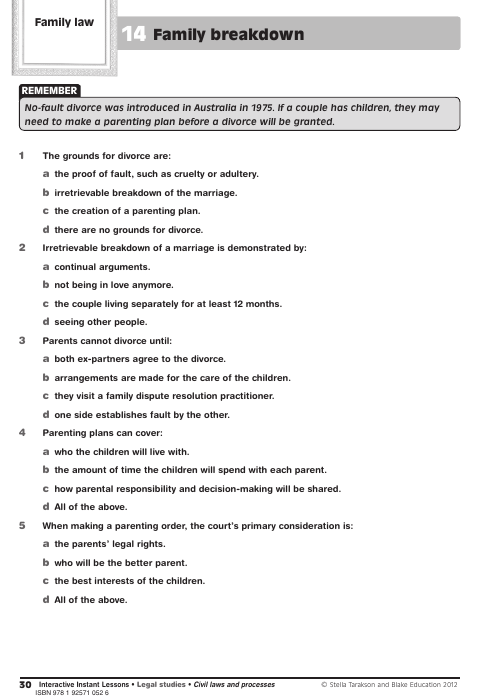 Family law
14 Family breakdown
REMEMBER
No-fault divorce was introduced in Australia in 1975. If a couple has children, they may
need to make a parenting plan before a divorce will be granted.
1 The grounds for divorce are:
a the proof of fault, such as cruelty or adultery.
b irretrievable breakdown of the marriage.
c the creation of a parenting plan.
d there are no grounds for divorce.
2 Irretrievable breakdown of a marriage is demonstrated by:
a continual arguments.
b not being in love anymore.
c the couple living separately for at least 12 months.
d seeing other people.
3 Parents cannot divorce until:
a both ex-partners agree to the divorce.
b arrangements are made for the care of the children.
c they visit a family dispute resolution practitioner.
d one side establishes fault by the other.
4 Parenting plans can cover:
a who the children will live with.
b the amount of time the children will spend with each parent.
c how parental responsibility and decision-making will be shared.
d All of the above.
5 When making a parenting order, the court's primary consideration is:
a the parents' legal rights.
b who will be the better parent.
c the best interests of the children.
d All of the above.
30 Interactive Instant Lessons • Legal studies • Civil laws and processes © Stella Tarakson and Blake Education 2012
ISBN 978 1 92571 052 6